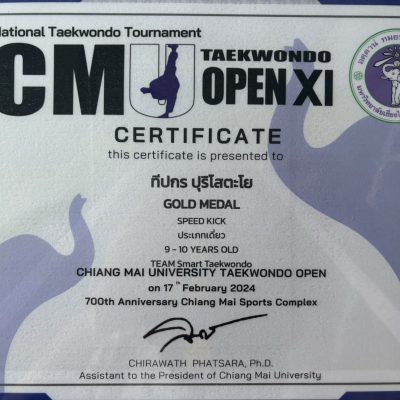 National Taekwondo Tournament
CMU TAEKWONDO
OPEN XI
CERTIFICATE
this certificate is presented to
ทีปกร ปุริโสตะโย
GOLD MEDAL
SPEED KICK
ประเภทเดี่ยว
9 - 10 YEARS OLD
TEAM Smart Taekwondo
CHIANG MAI UNIVERSITY TAEKWONDO OPEN
on 17th February 2024
700th Anniversary Chiang Mai Sports Complex
CHIRAWATH PHATSARA, Ph.D.
Assistant to the President of Chiang Mai University